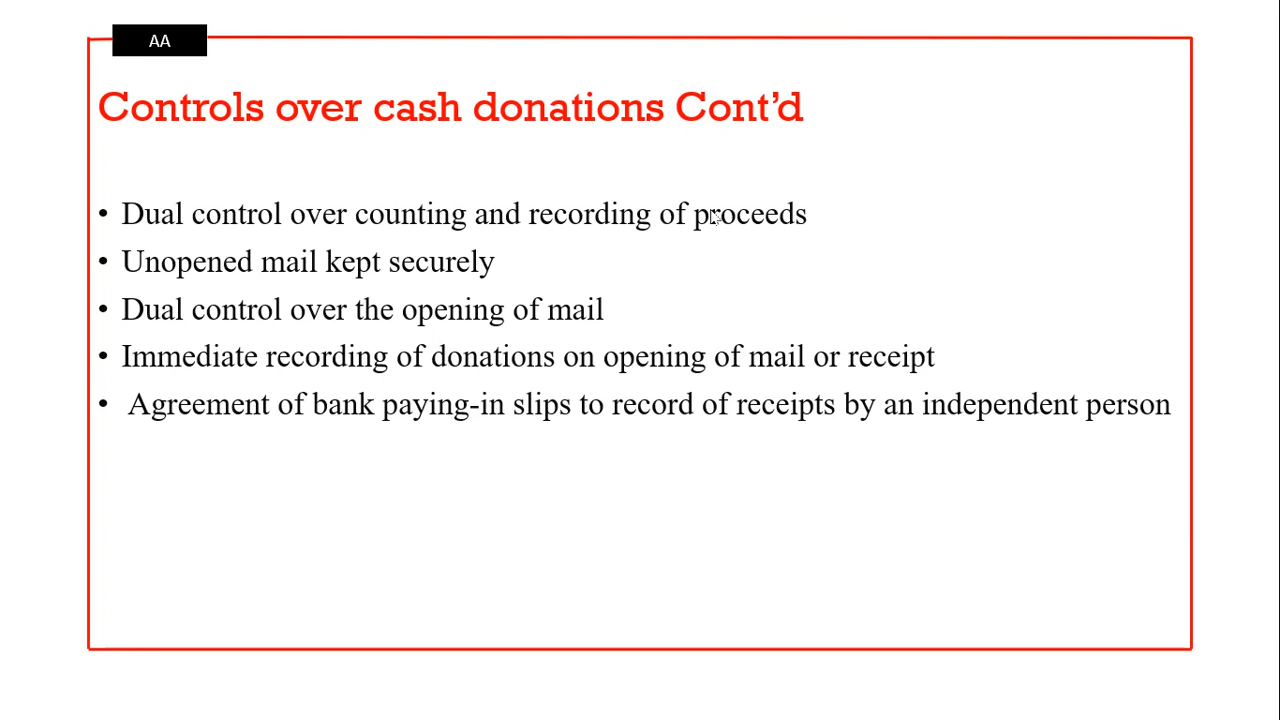 AA
Controls over cash donations Cont’d
• Dual control over counting and recording of proceeds
• Unopened mail kept securely
• Dual control over the opening of mail
• Immediate recording of donations on opening of mail or receipt
• Agreement of bank paying-in slips to record of receipts by an independent person